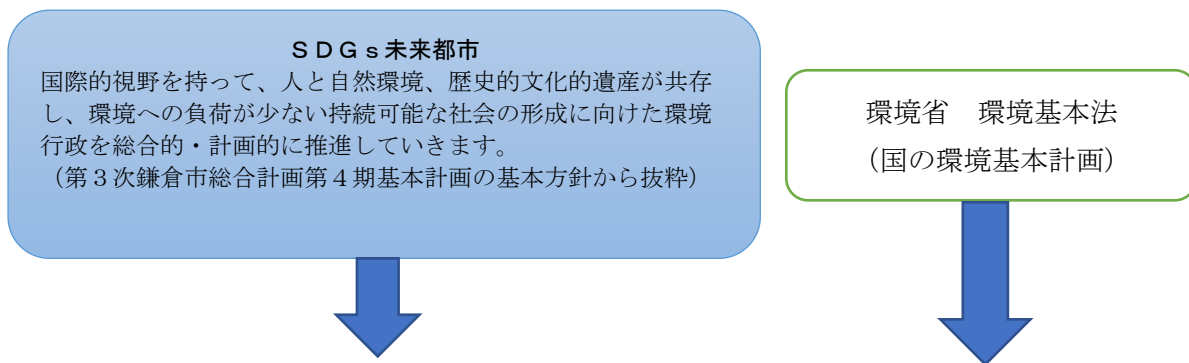 ＳＤＧｓ未来都市
国際的視野を持って、人と自然環境、歴史的文化的遺産が共存
し、環境への負荷が少ない持続可能な社会の形成に向けた環境
行政を総合的・計画的に推進していきます。
（第３次鎌倉市総合計画第４期基本計画の基本方針から抜粋）
環境省　環境基本法
（国の環境基本計画）